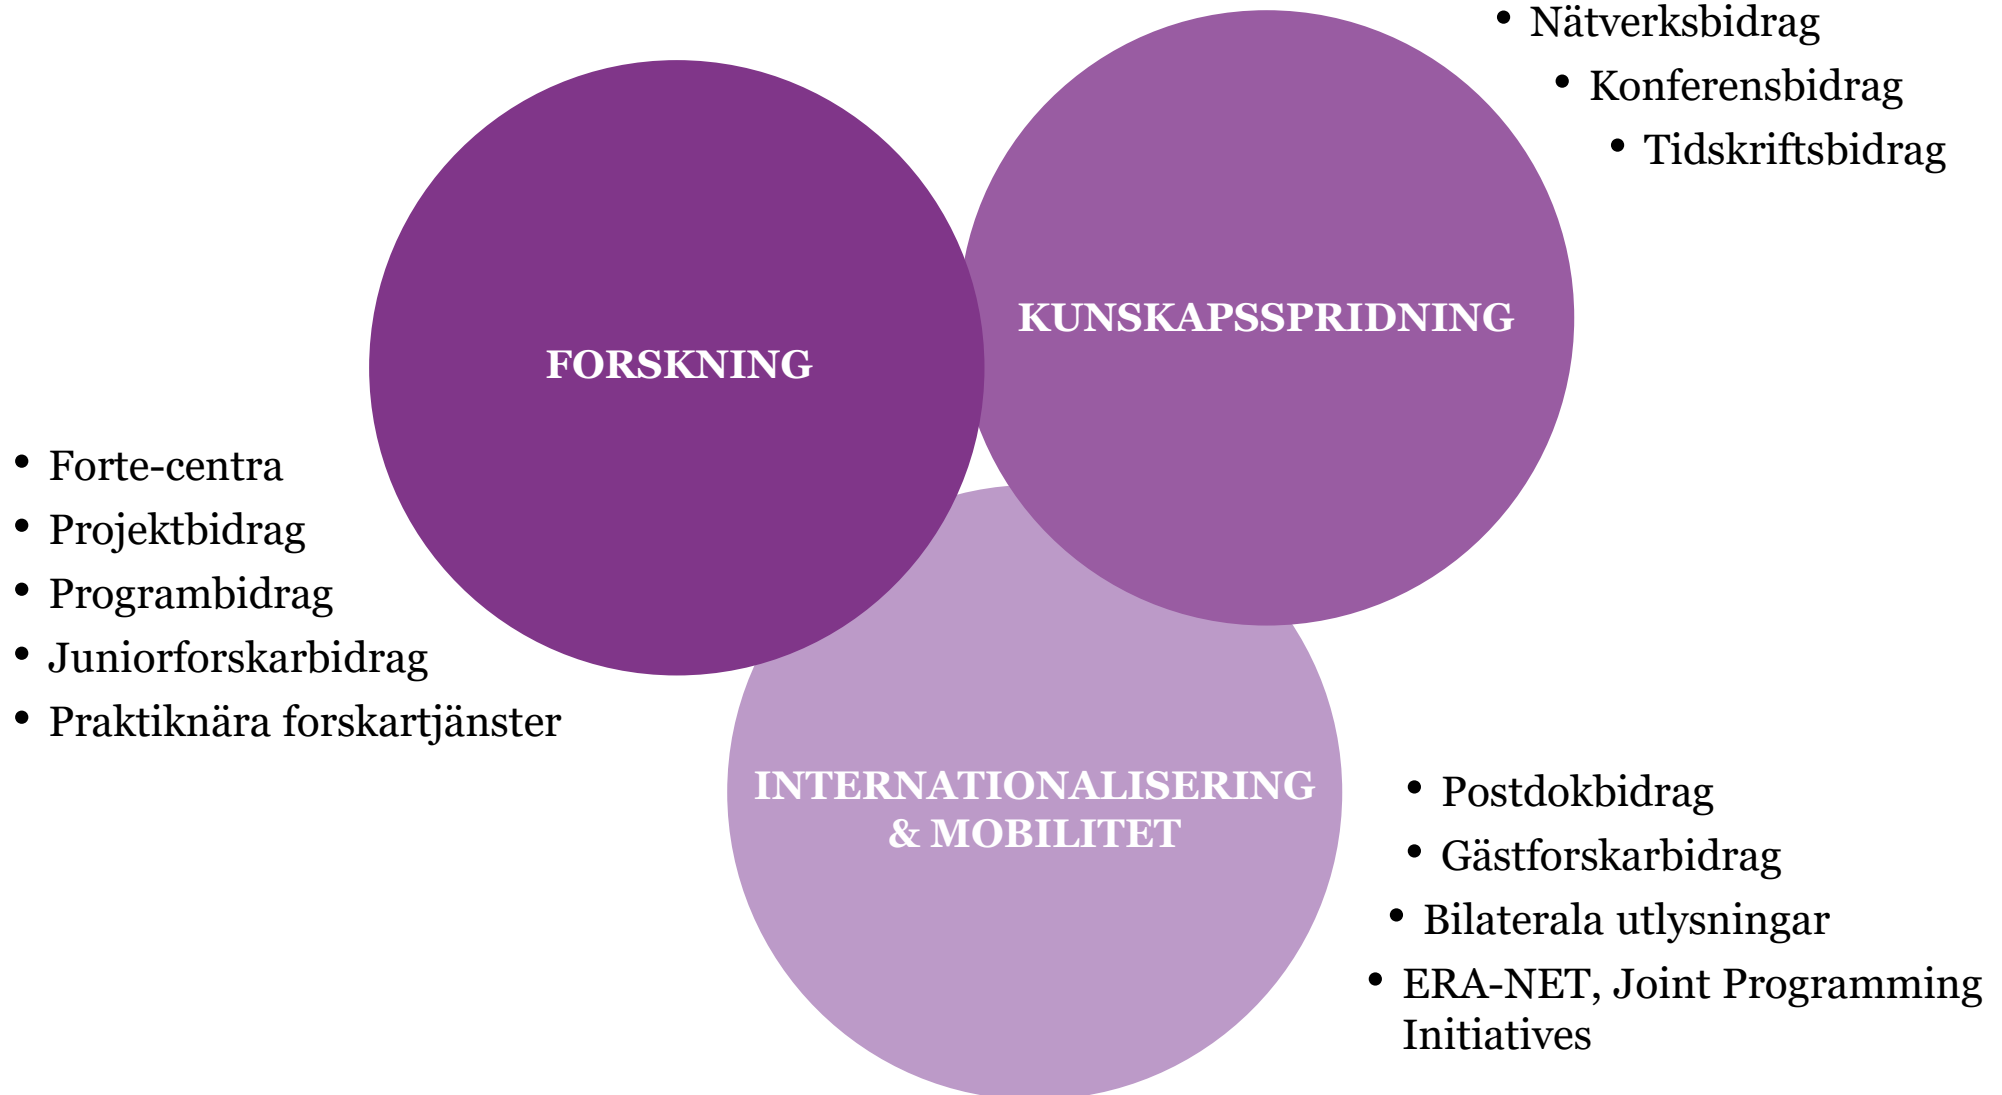 • Nätverksbidrag
• Konferensbidrag
• Tidskriftsbidrag
KUNSKAPSSPRIDNING
FORSKNING
• Forte-centra
• Projektbidrag
• Programbidrag
• Juniorforskarbidrag
• Praktiknära forskartjänster
INTERNATIONALISERING
& MOBILITET
• Postdokbidrag
• Gästforskarbidrag
• Bilaterala utlysningar
• ERA-NET, Joint Programming
Initiatives